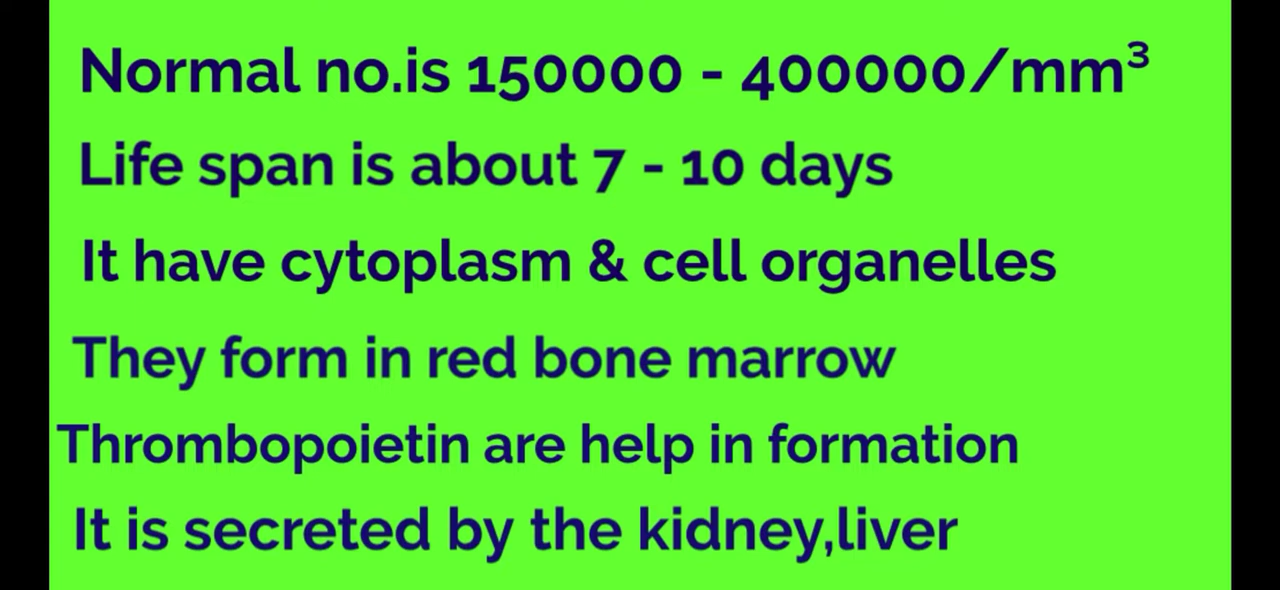 Normal no.is 150000 - 400000/mm³
Life span is about 7 - 10 days
It have cytoplasm & cell organelles
They form in red bone marrow
Thrombopoietin are help in formation
It is secreted by the kidney,liver